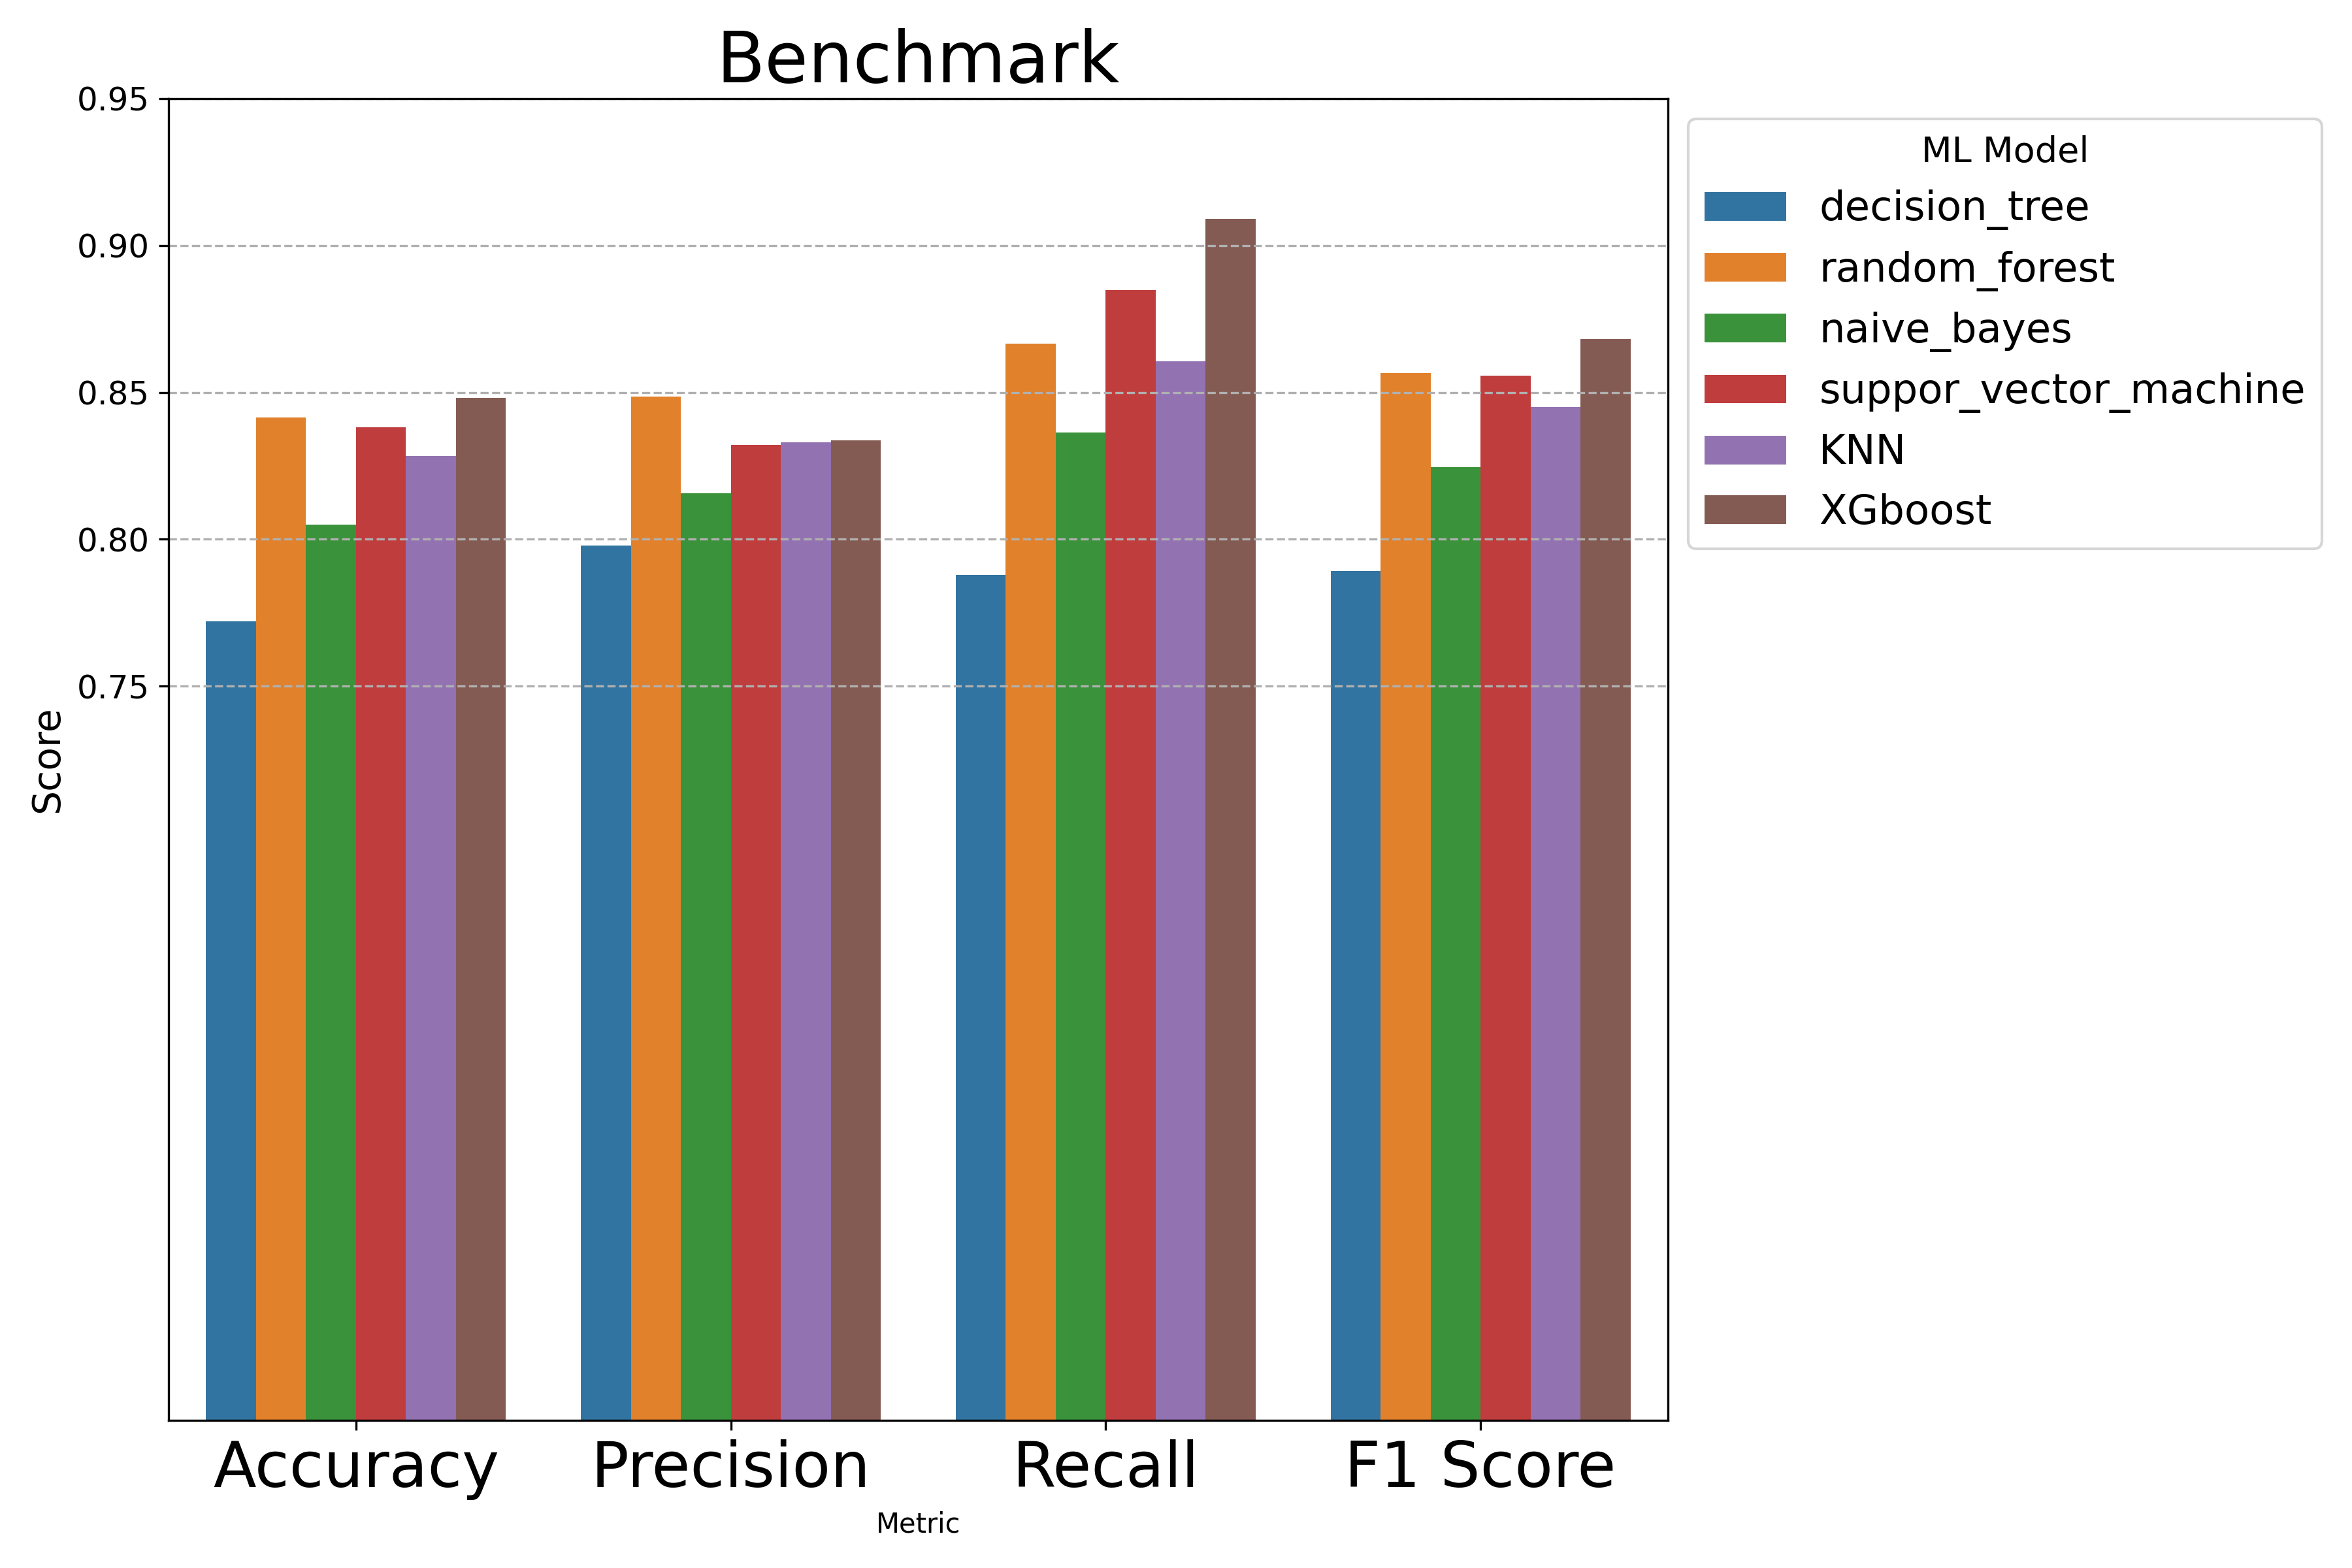 Benchmark
0.95
0.90
0.85
0.80
0.75
Score
Accuracy
Precision
Recall
F1 Score
Metric
ML Model
decision_tree
random_forest
naive_bayes
suppor_vector_machine
KNN
XGboost